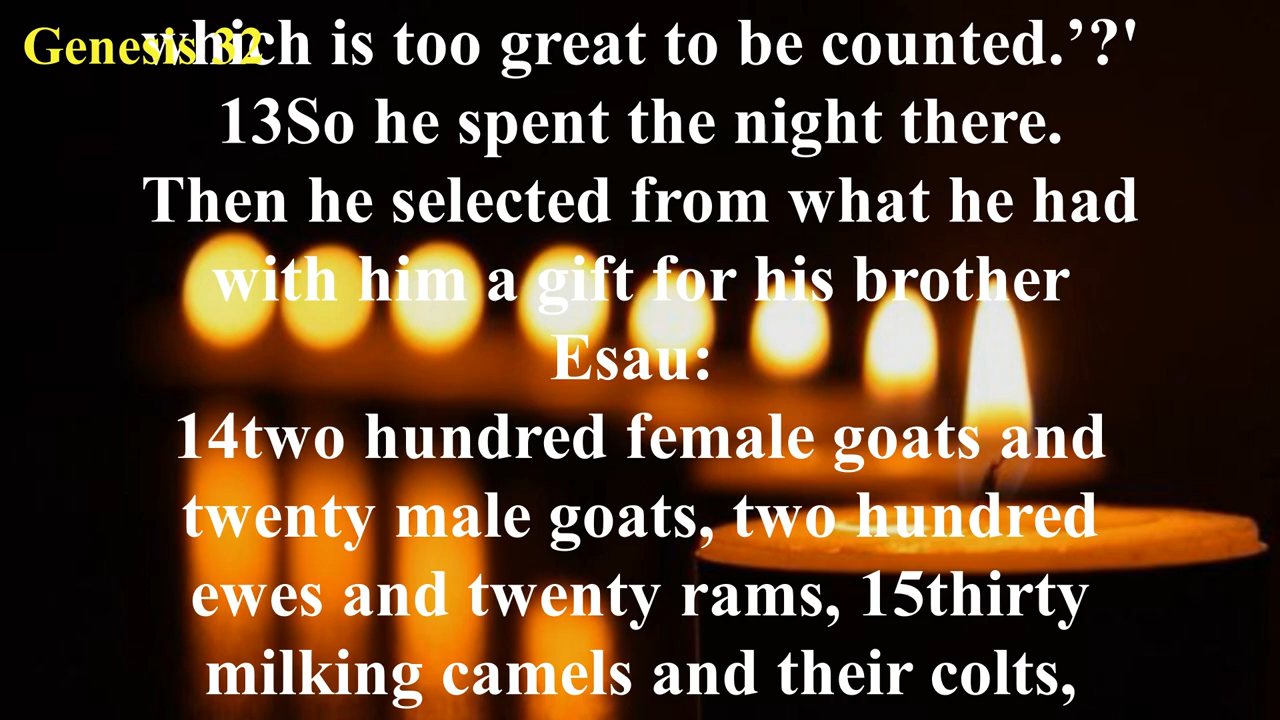 Genesis 32
which is too great to be counted.’?'
13So he spent the night there.
Then he selected from what he had
with him a gift for his brother
Esau:
14two hundred female goats and
twenty male goats, two hundred
ewes and twenty rams, 15thirty
milking camels and their colts,